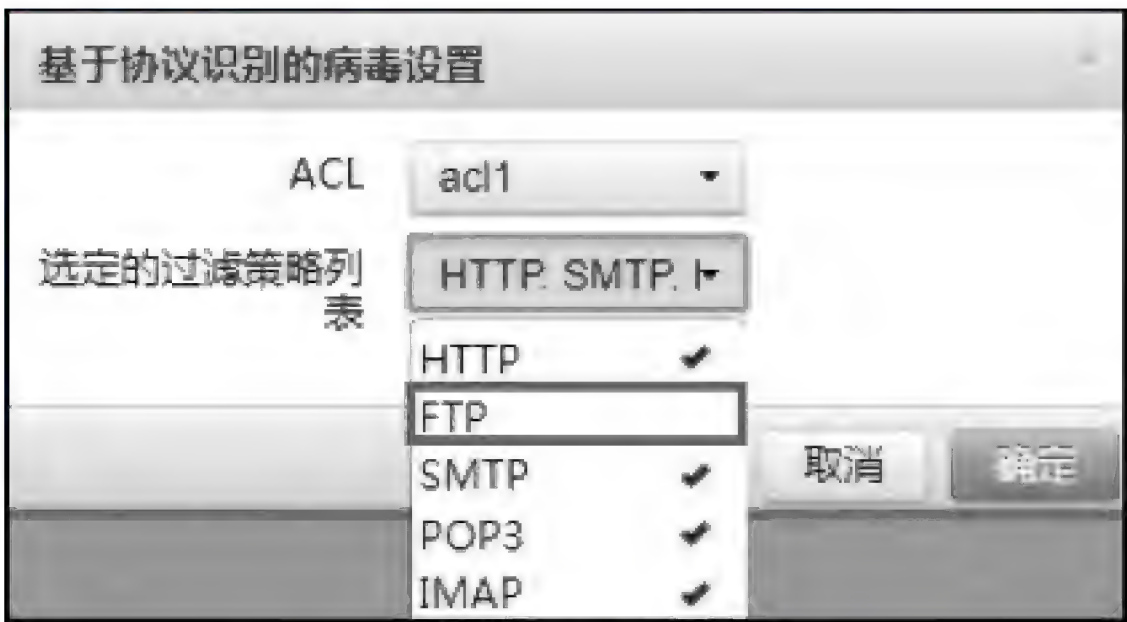 基于协议识别的病毒设置
ACL
acl1
选定的过滤策略列
表
HTTP. SMTP.
HTTP
FTP
SMTP
POP3
IMAP
取消
确定